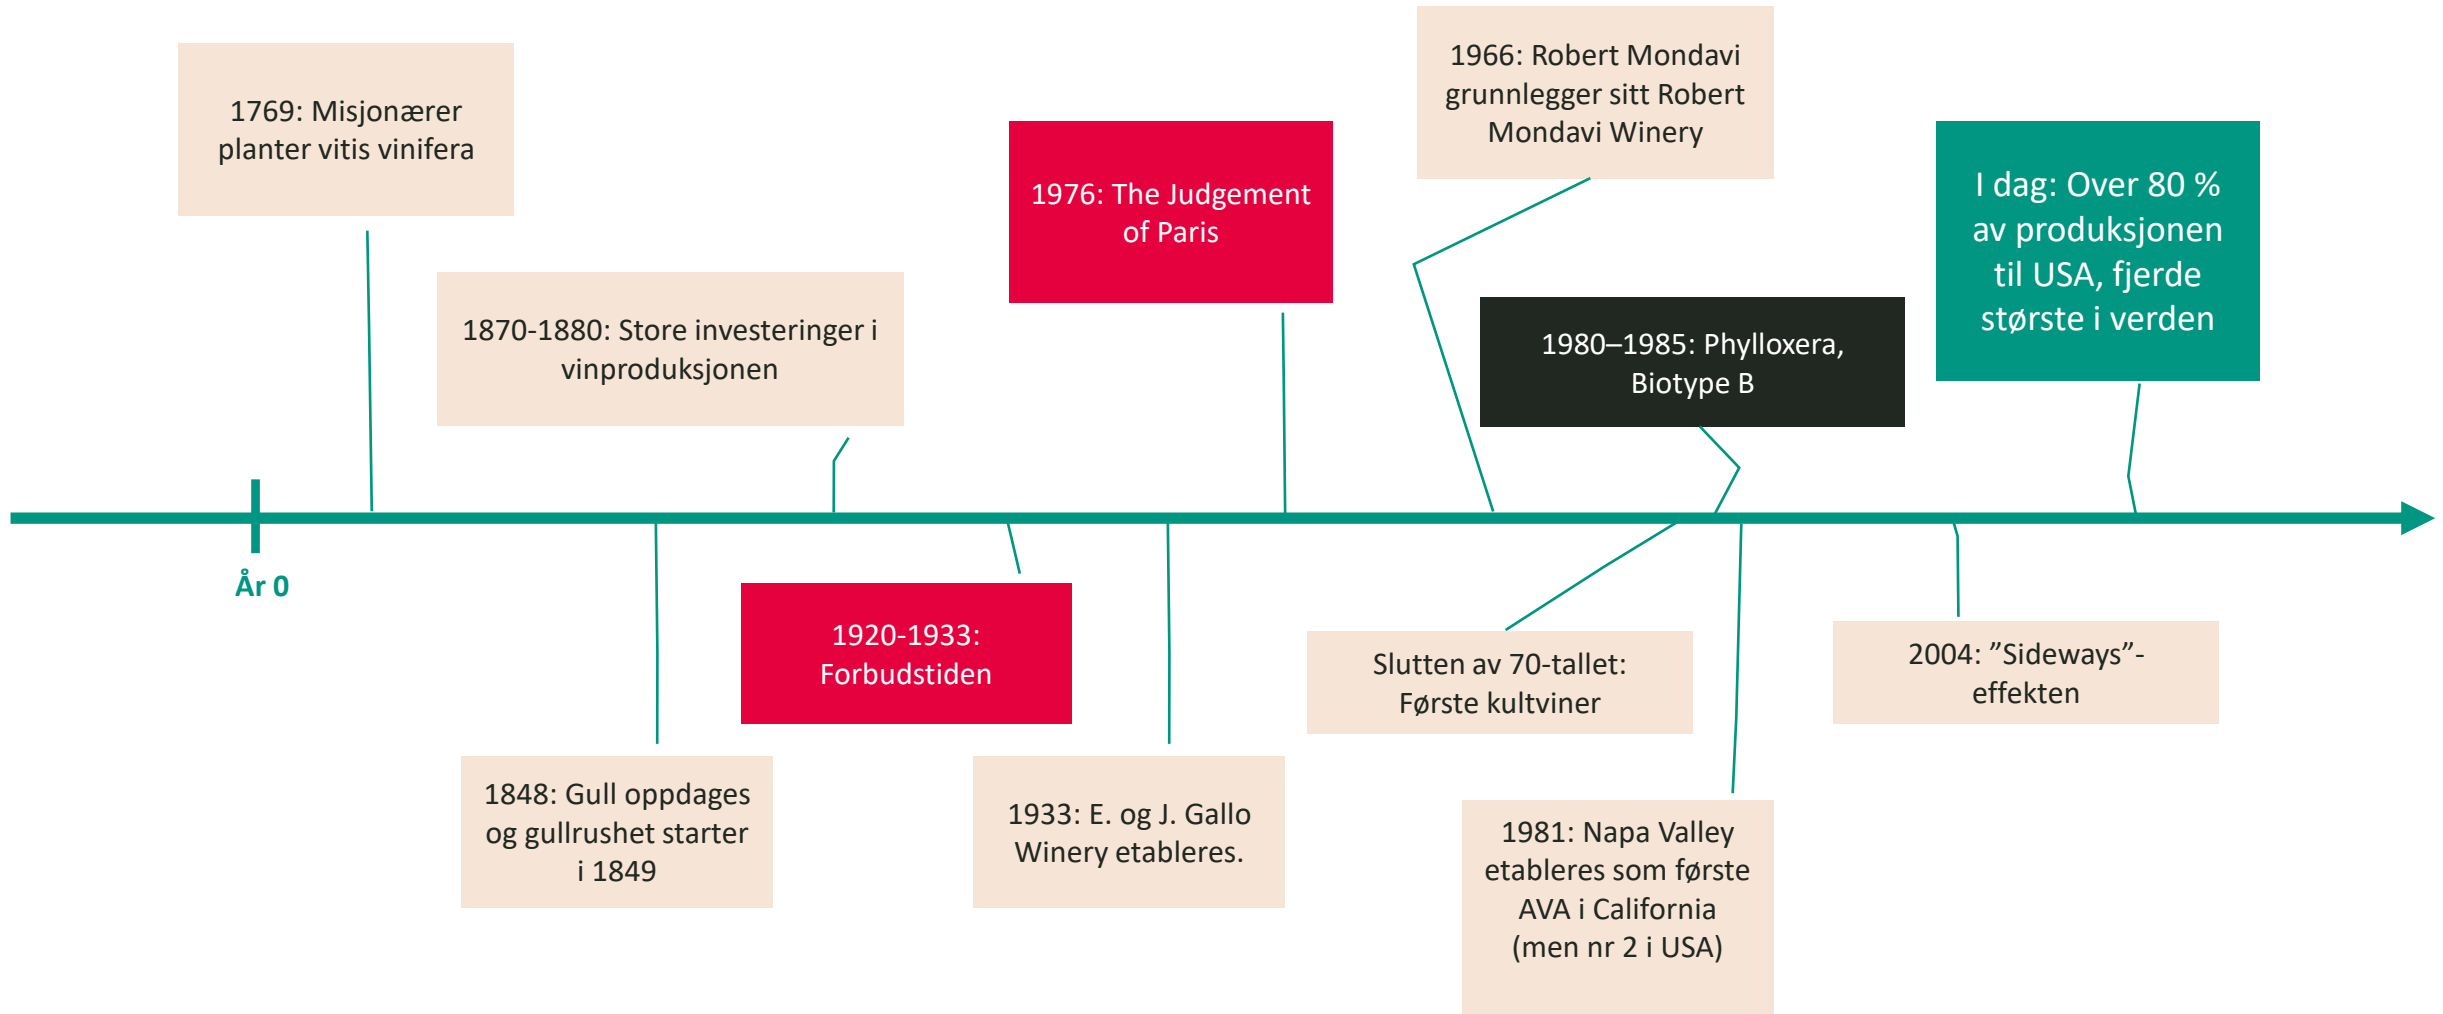 1769: Misjonærer
planter vitis vinifera
1870-1880: Store investeringer i
vinproduksjonen
1976: The Judgement
of Paris
1966: Robert Mondavi
grunnlegger sitt Robert
Mondavi Winery
1980–1985: Phylloxera,
Biotype B
I dag: Over 80 %
av produksjonen
til USA, fjerde
største i verden
År 0
1848: Gull oppdages
og gullrushet starter
i 1849
1920-1933:
Forbudstiden
1933: E. og J. Gallo
Winery etableres.
Slutten av 70-tallet:
Første kultviner
1981: Napa Valley
etableres som første
AVA i California
(men nr 2 i USA)
2004: ”Sideways”-
effekten